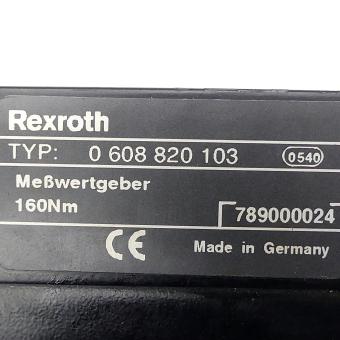 Rexroth
TYP: 0 608 820 103 0540
Meßwertgeber
160Nm 789000024
CE Made in Germany